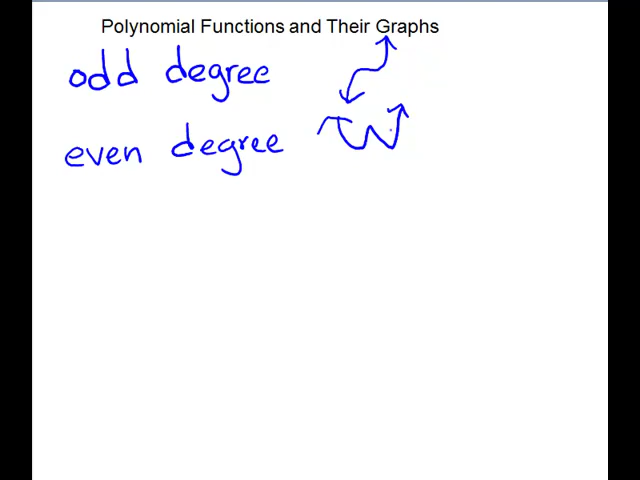 Polynomial Functions and Their Graphs
odd degree
even degree